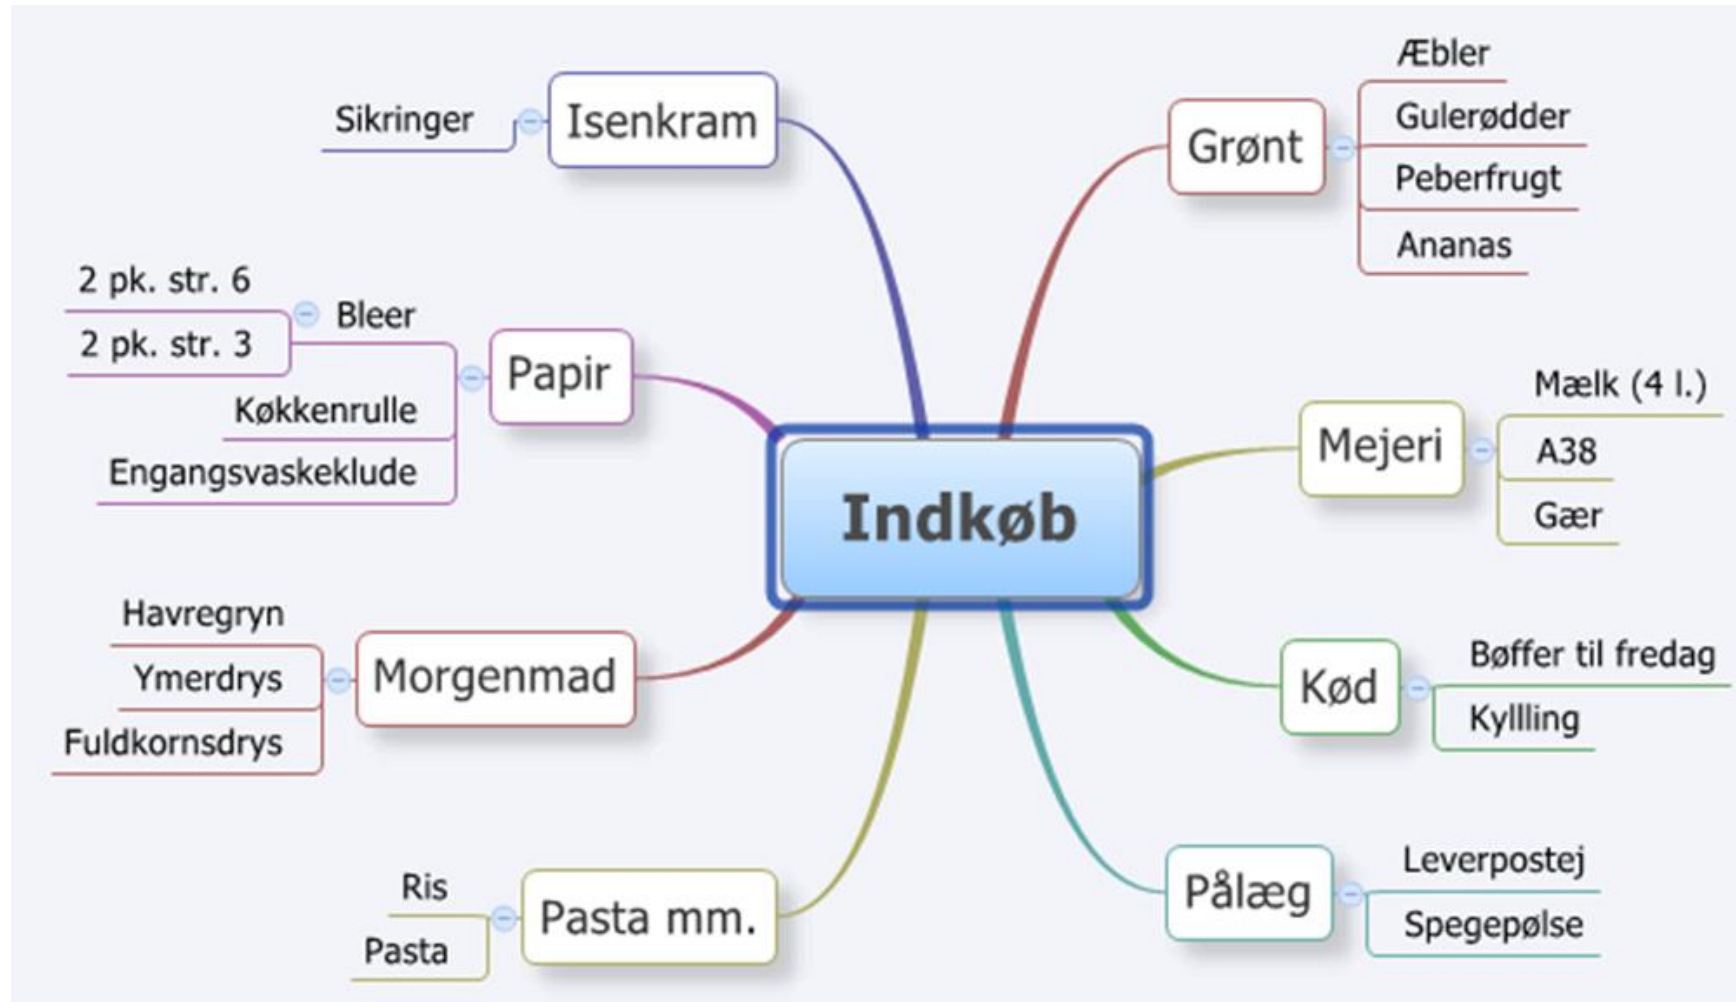 Indkøb
Grønt
Æbler
Gulerødder
Peberfrugt
Ananas
Mejeri
Mælk (4 l.)
A38
Gær
Kød
Bøffer til fredag
Kyllling
Pålæg
Leverpostej
Spegepølse
Isenkram
Sikringer
Papir
Bleer
2 pk. str. 6
2 pk. str. 3
Køkkenrulle
Engangsvaskeklude
Morgenmad
Havregryn
Ymerdrys
Fuldkornsdrys
Pasta mm.
Ris
Pasta